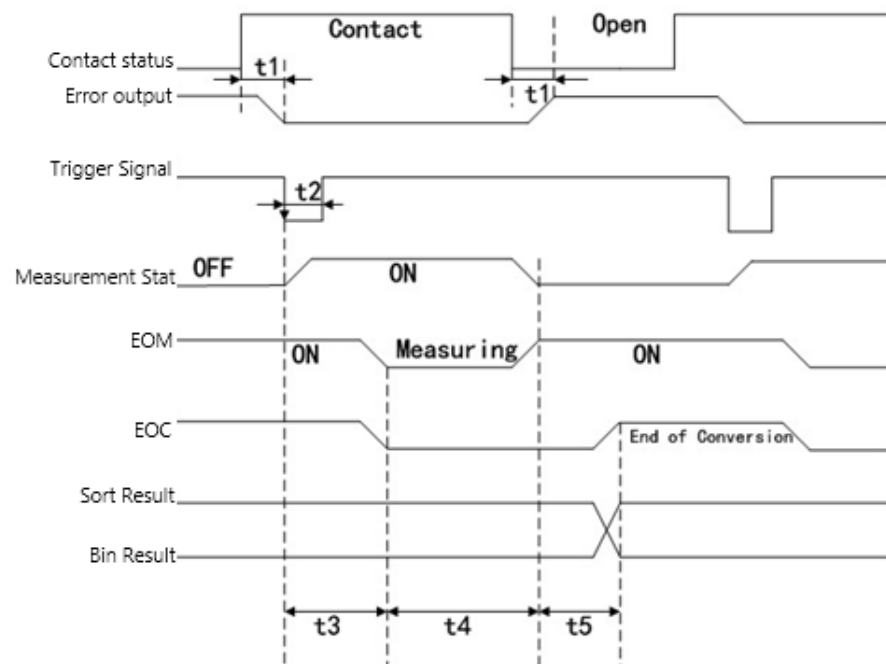 Contact
Open
Contact status
t1
Error output
t1
Trigger Signal
t2
OFF
Measurement Stat
ON
EOM
ON
Measuring
ON
EOC
End of Conversion
Sort Result
Bin Result
t3
t4
t5